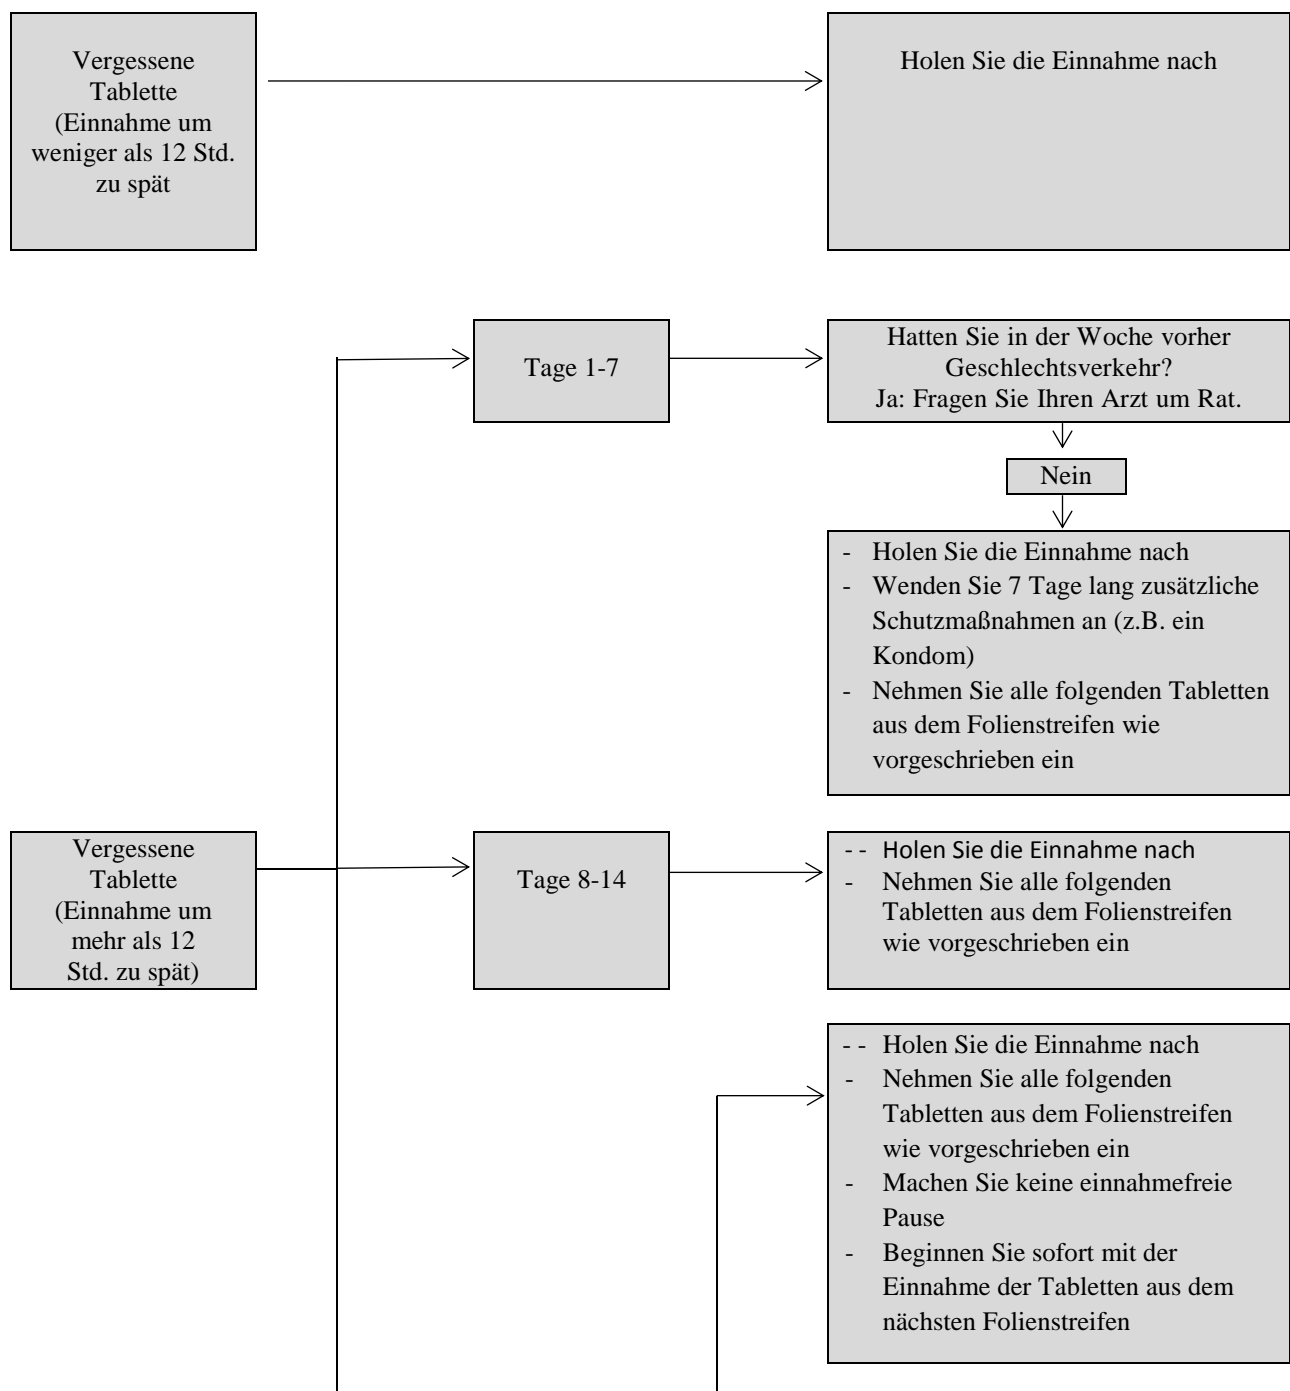 Vergessene
Tablette
(Einnahme um
weniger als 12 Std.
zu spät
Holen Sie die Einnahme nach
Tage 1-7
Hatten Sie in der Woche vorher
Geschlechtsverkehr?
Ja: Fragen Sie Ihren Arzt um Rat.
Nein
- Holen Sie die Einnahme nach
- Wenden Sie 7 Tage lang zusätzliche
Schutzmaßnahmen an (z.B. ein
Kondom)
- Nehmen Sie alle folgenden Tabletten
aus dem Folienstreifen wie
vorgeschrieben ein
Vergessene
Tablette
(Einnahme um
mehr als 12
Std. zu spät)
Tage 8-14
- - Holen Sie die Einnahme nach
- Nehmen Sie alle folgenden
Tabletten aus dem Folienstreifen
wie vorgeschrieben ein
- - Holen Sie die Einnahme nach
- Nehmen Sie alle folgenden
Tabletten aus dem Folienstreifen
wie vorgeschrieben ein
- Machen Sie keine einnahmefreie
Pause
- Beginnen Sie sofort mit der
Einnahme der Tabletten aus dem
nächsten Folienstreifen